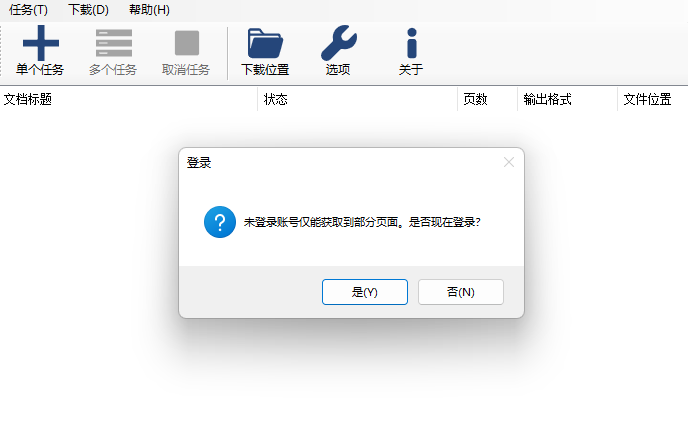 任务(T) 下载(D) 帮助(H)
单个任务 多个任务 取消任务 下载位置 选项 关于
文档标题 状态 页数 输出格式 文件位置
登录
未登录账号仅能获取到部分页面。是否现在登录?
是(Y) 否(N)